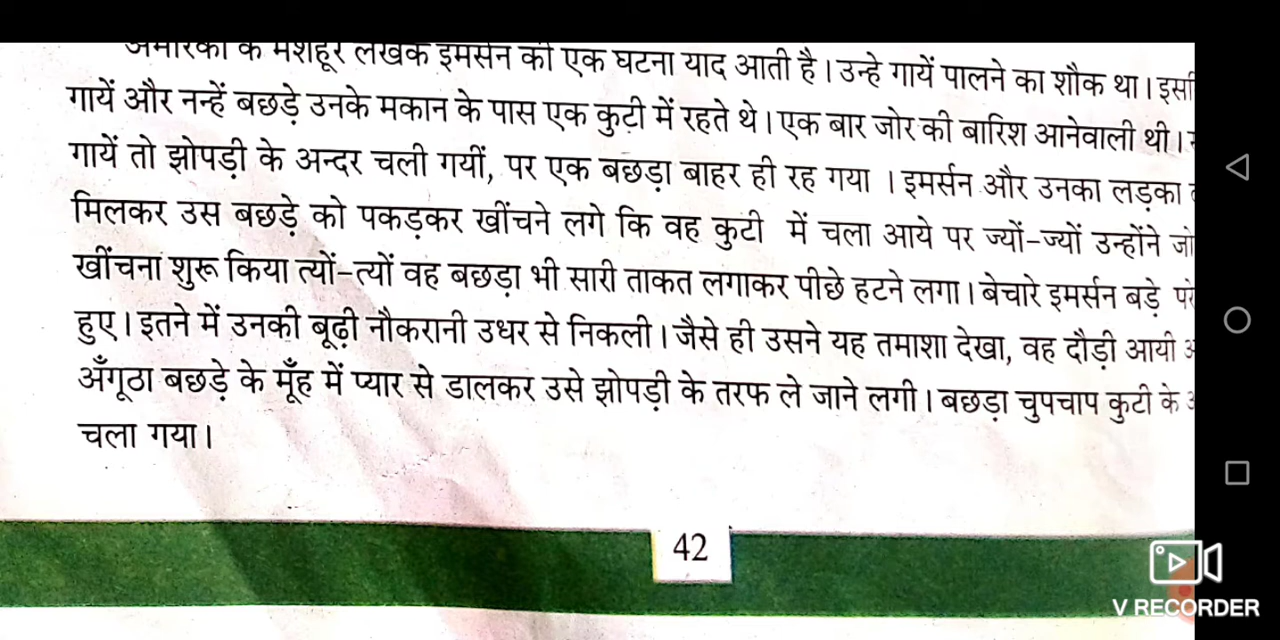 के मशहूर लेखक इमर्सन की एक घटना याद आती है। उन्हे गायें पालने का शौक था।
गायें और नन्हें बछड़े उनके मकान के पास एक कुटी में रहते थे। एक बार जोर की बारिश आनेवाली थी।
गायें तो झोपड़ी के अन्दर चली गयीं, पर एक बछड़ा बाहर ही रह गया । इमर्सन और उनका लड़का
मिलकर उस बछड़े को पकड़कर खींचने लगे कि वह कुटी में चला आये पर ज्यों-ज्यों उन्होंने
खींचना शुरू किया त्यों-त्यों वह बछड़ा भी सारी ताकत लगाकर पीछे हटने लगा। बेचारे इमर्सन बड़े
हुए। इतने में उनकी बूढ़ी नौकरानी उधर से निकली। जैसे ही उसने यह तमाशा देखा, वह दौड़ी आयी
अँगूठा बछड़े के मूँह में प्यार से डालकर उसे झोपड़ी के तरफ ले जाने लगी। बछड़ा चुपचाप कुटी के
चला गया।
42
V RECORDER